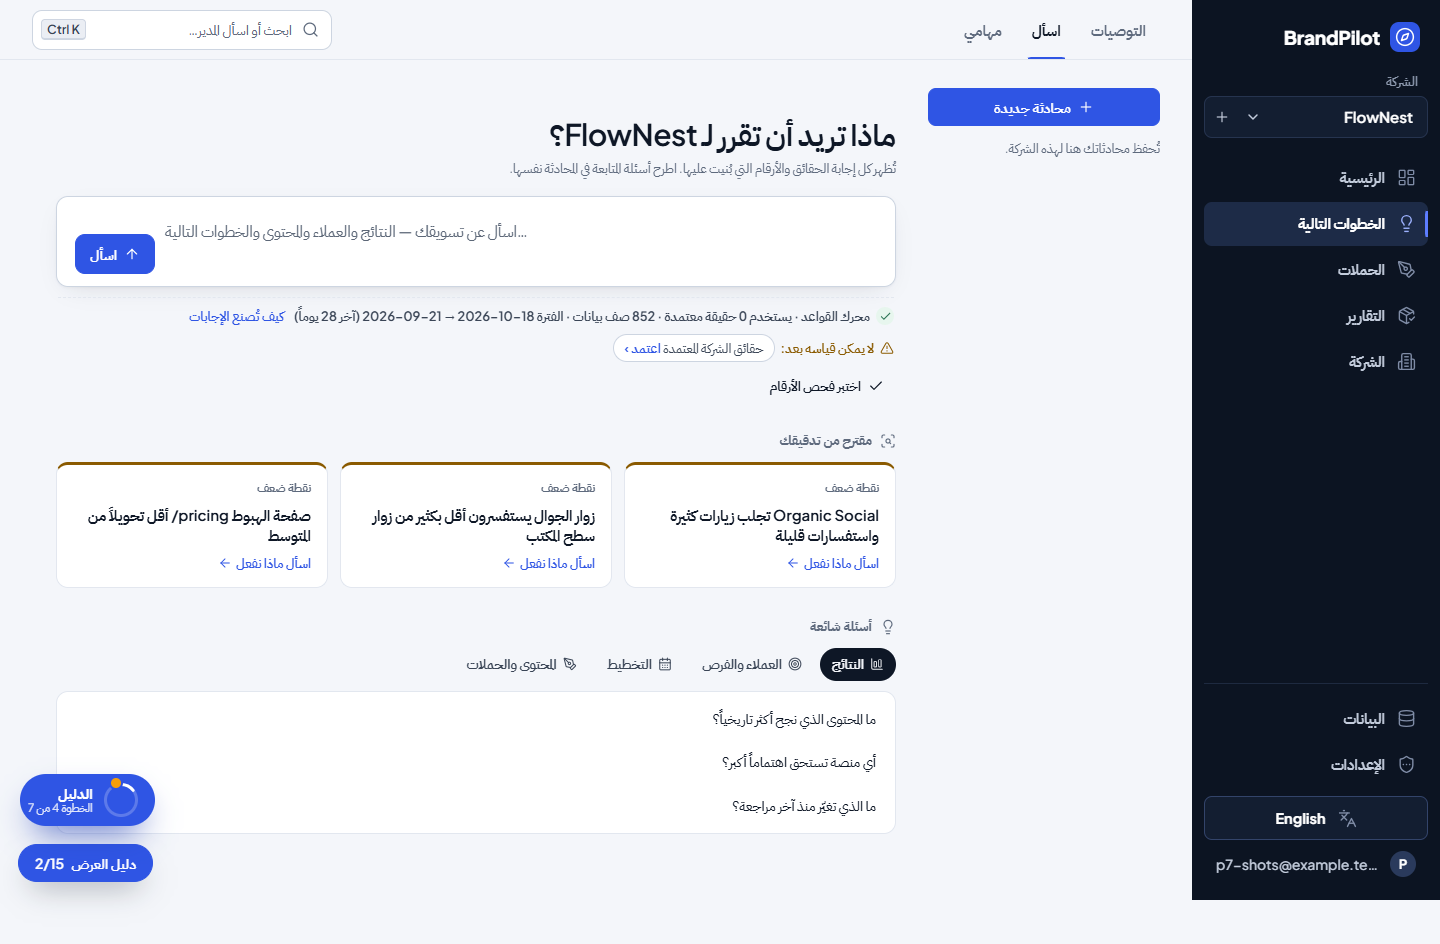 BrandPilot
الشركة
FlowNest
الرئيسية
الخطوات التالية
الحملات
التقارير
الشركة
البيانات
الإعدادات
English
p7-shots@example.te...
P
التوصيات
اسأل
مهامي
ابحث أو اسأل المدير...
Ctrl K
محادثة جديدة
تُحفظ محادثاتك هنا لهذه الشركة.
ماذا تريد أن تقرر لـ FlowNest؟
تُظهر كل إجابة الحقائق والأرقام التي بُنيت عليها. اطرح أسئلة المتابعة في المحادثة نفسها.
اسأل عن تسويقك — النتائج والعملاء والمحتوى والخطوات التالية...
اسأل
محرك القواعد · يستخدم 0 حقيقة معتمدة · 852 صف بيانات · الفترة 2026-09-21 → 2026-10-18 (آخر 28 يوماً) كيف تُصنع الإجابات
لا يمكن قياسه بعد: حقائق الشركة المعتمدة اعتمد ›
اختبر فحص الأرقام
مقترح من تدقيقك
نقطة ضعف
Organic Social تجلب زيارات كثيرة
واستفسارات قليلة
اسأل ماذا نفعل ←
نقطة ضعف
زوار الجوال يستفسرون أقل بكثير من زوار
سطح المكتب
اسأل ماذا نفعل ←
نقطة ضعف
صفحة الهبوط pricing/ أقل تحويلاً من
المتوسط
اسأل ماذا نفعل ←
أسئلة شائعة
النتائج
العملاء والفرص
التخطيط
المحتوى والحملات
ما المحتوى الذي نجح أكثر تاريخياً؟
أي منصة تستحق اهتماماً أكبر؟
ما الذي تغيّر منذ آخر مراجعة؟
الدليل
الخطوة 4 من 7
دليل العرض 2/15